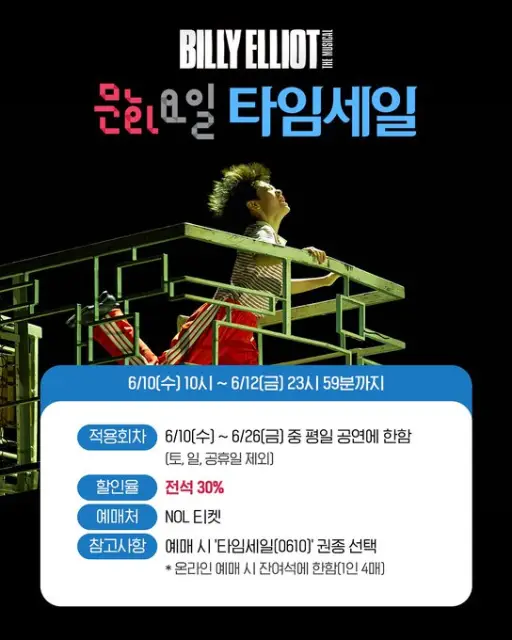 BILLY ELLIOT THE MUSICAL
문화요일 타임세일
6/10(수) 10시 ~ 6/12(금) 23시 59분까지
적용회차 6/10(수) ~ 6/26(금) 중 평일 공연에 한함
(토, 일, 공휴일 제외)
할인율 전석 30%
예매처 NOL 티켓
참고사항 예매 시 '타임세일(0610)' 권종 선택
* 온라인 예매 시 잔여석에 한함(1인 4매)